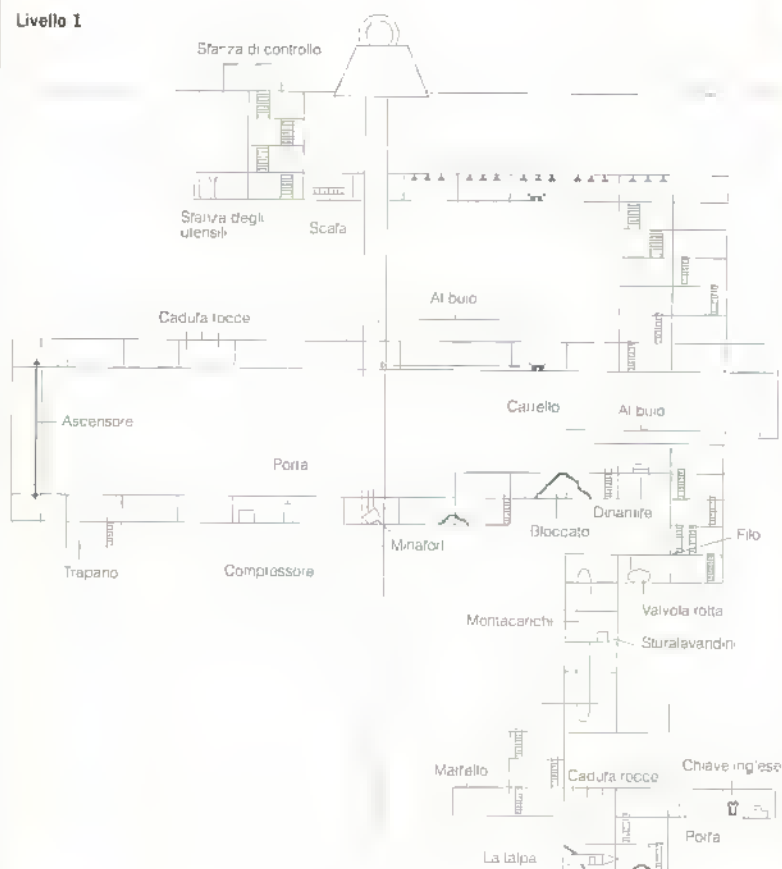 Livello 1
Stanza di controllo
Stanza degli
utensili
Scala
Al buio
Caduta rocce
Ascensore
Carrello
Al buio
Porta
Dinamite
Bloccato
Minatori
Filo
Trapano
Compressore
Valvola rotta
Montacarichi
Sturalavandini
Martello
Caduta rocce
Chiave inglese
Porta
La talpa